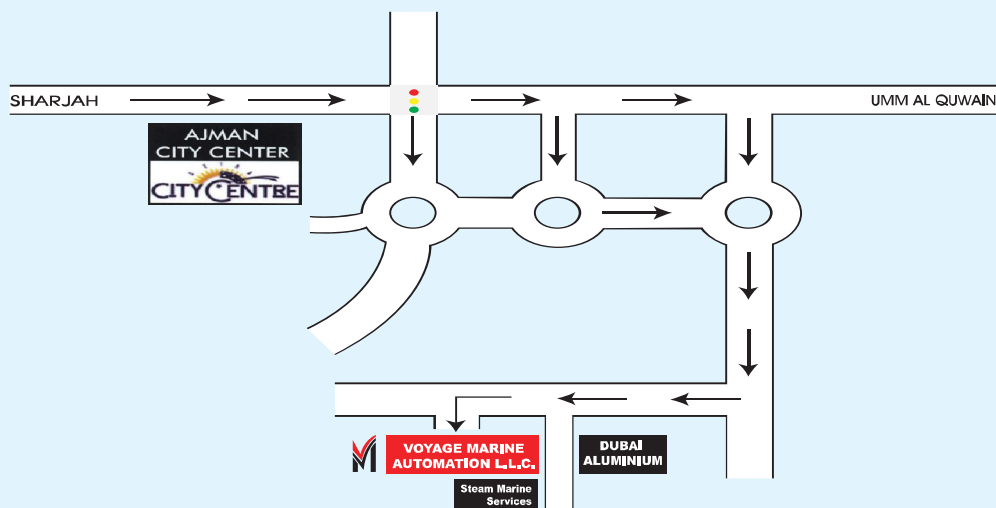 SHARJAH
UMM AL QUWAIN
AJMAN
CITY CENTER
CITY CENTRE
VOYAGE MARINE
AUTOMATION L.L.C.
DUBAI
ALUMINIUM
Steam Marine
Services